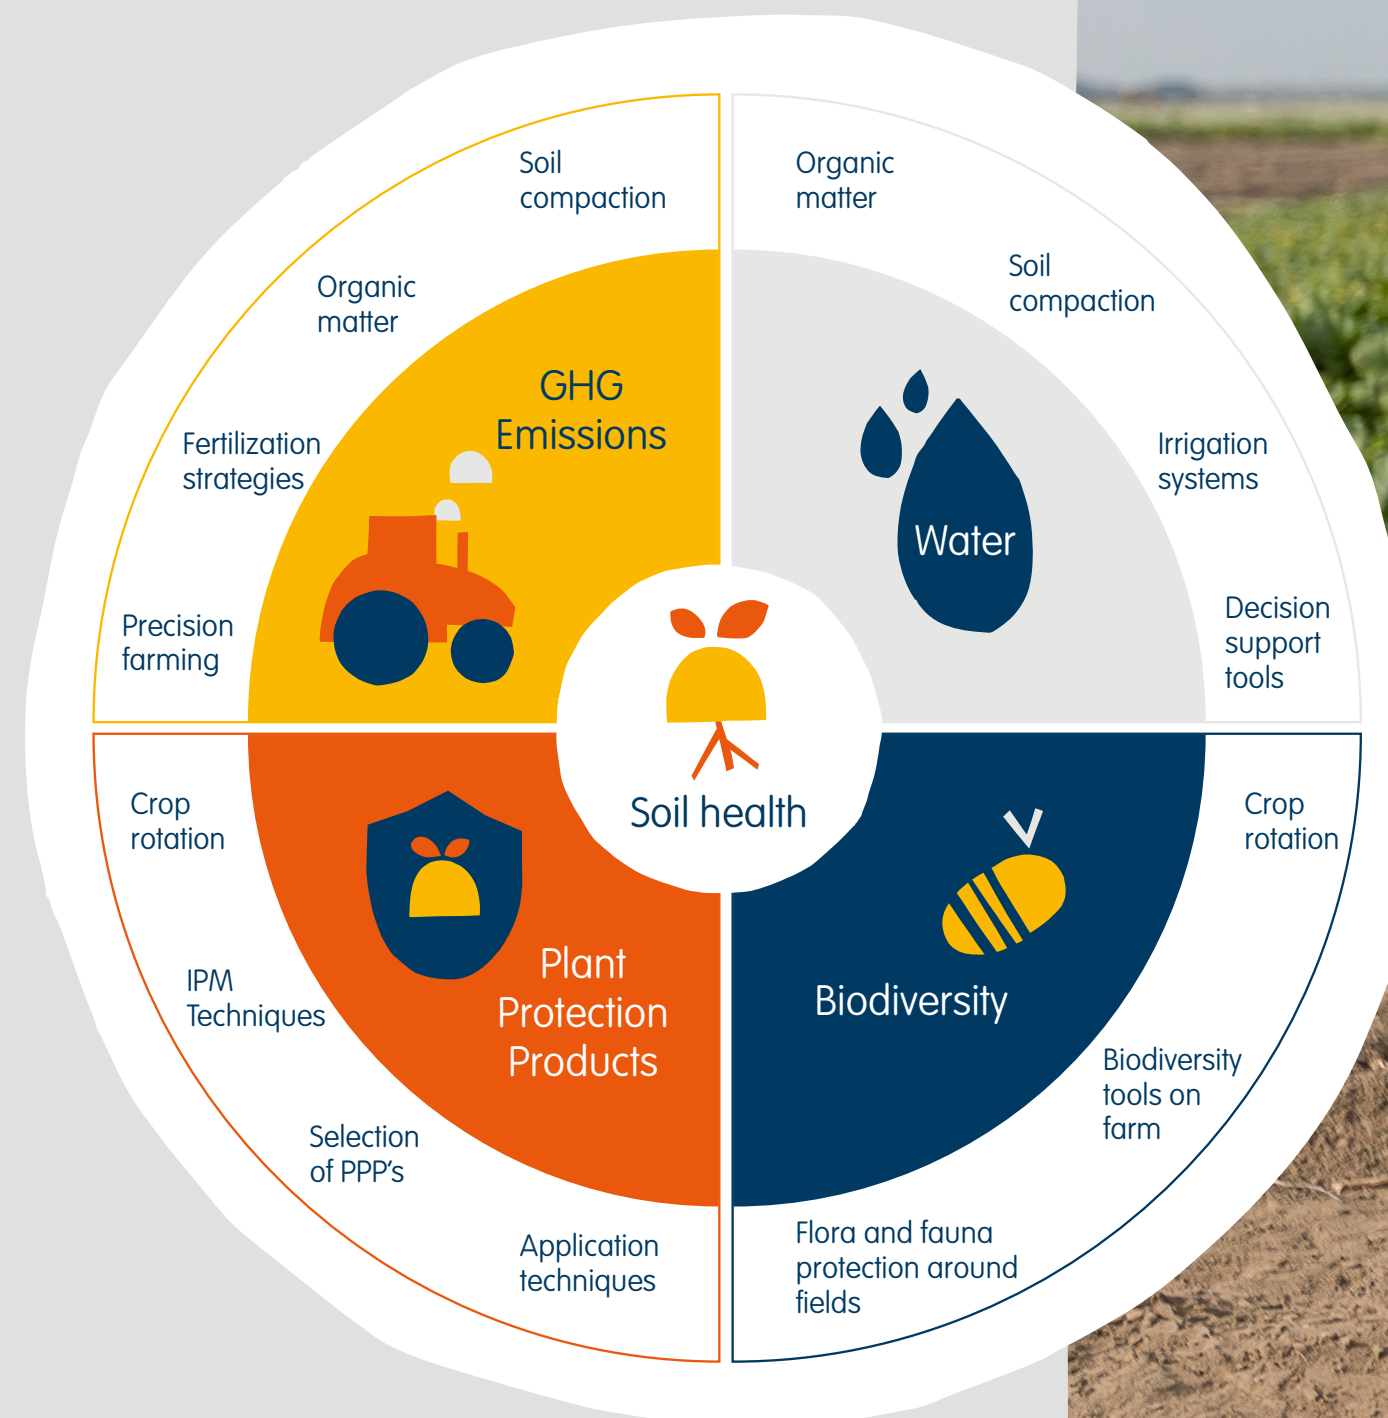 Soil
compaction
Organic
matter
Fertilization
strategies
Precision
farming
GHG
Emissions
Organic
matter
Soil
compaction
Irrigation
systems
Decision
support
tools
Water
Soil health
Crop
rotation
IPM
Techniques
Selection
of PPP's
Application
techniques
Plant
Protection
Products
Biodiversity
Crop
rotation
Biodiversity
tools on
farm
Flora and fauna
protection around
fields